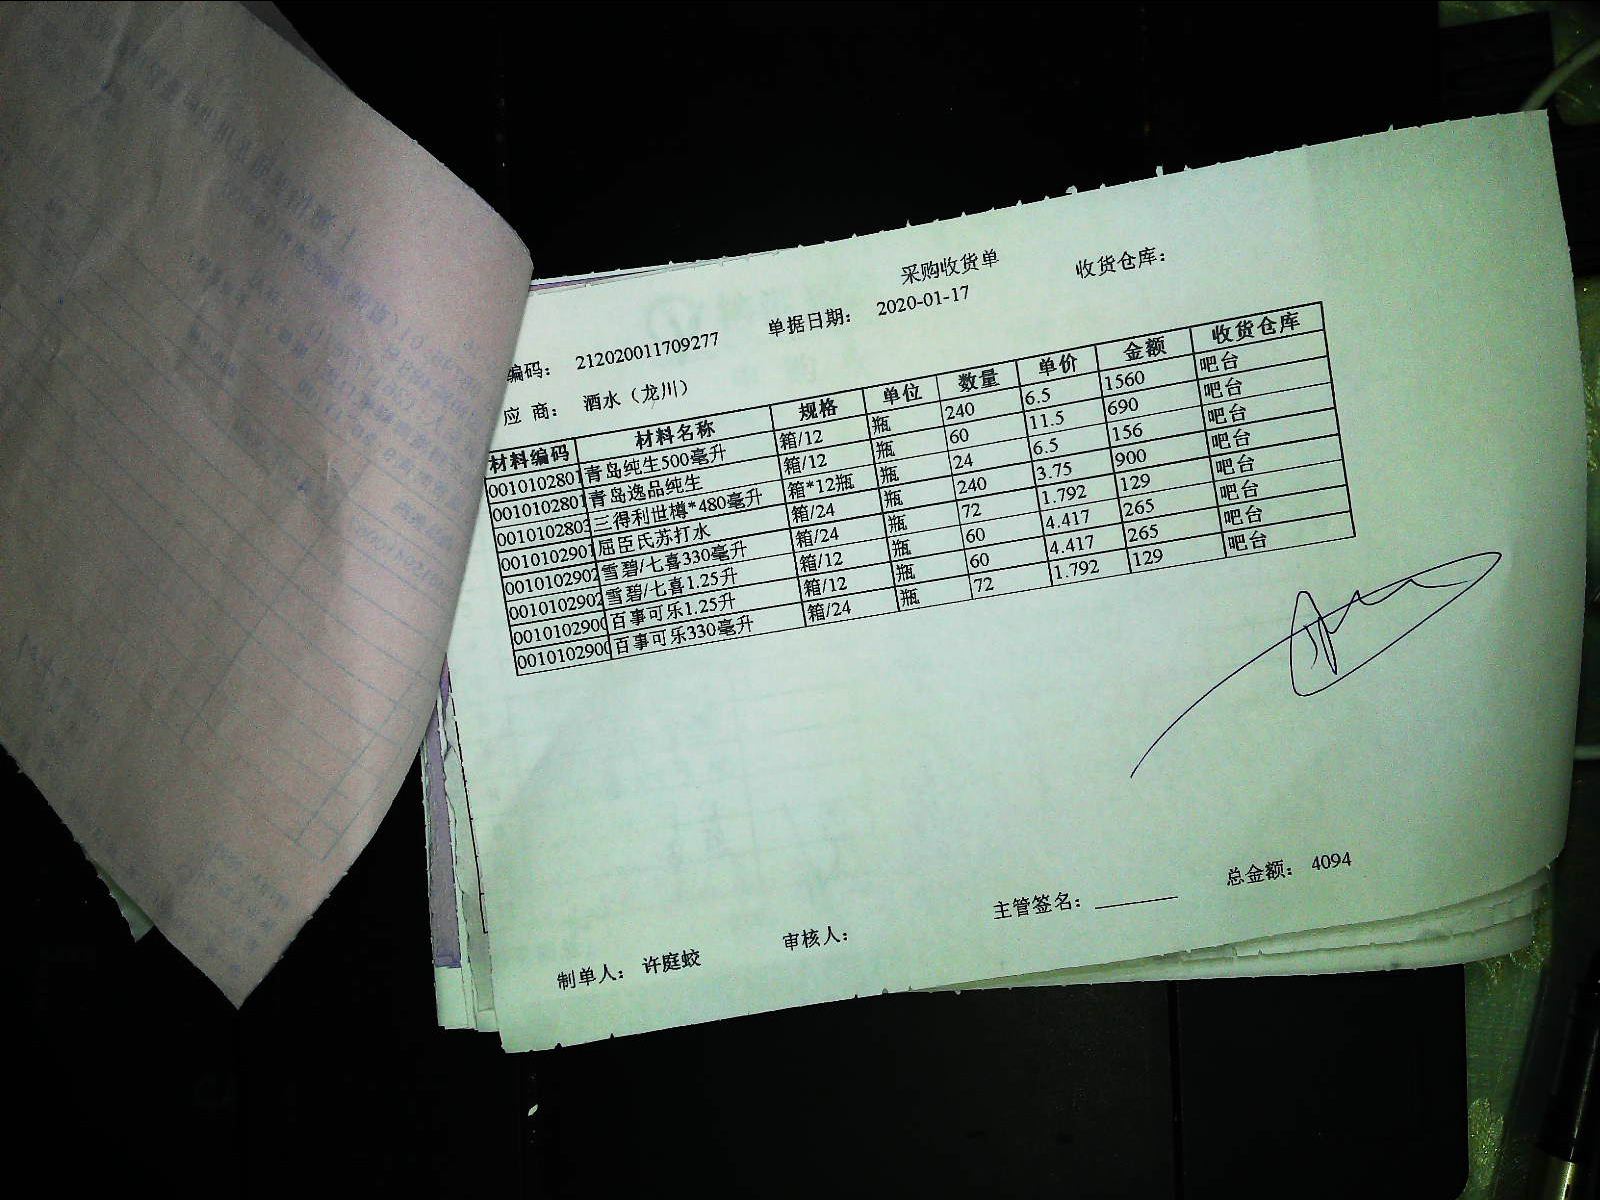 采购收货单
编码： 212020011709277 单据日期： 2020-01-17 收货仓库：
应 商： 酒水（龙川）
材料编码 材料名称 规格 单位 数量 单价 金额 收货仓库
0010102801 青岛纯生500毫升 箱/12 瓶 240 6.5 1560 吧台
0010102801 青岛逸品纯生 箱/12 瓶 60 11.5 690 吧台
0010102803 三得利世樽*480毫升 箱*12瓶 瓶 24 6.5 156 吧台
0010102901 屈臣氏苏打水 箱/24 瓶 240 3.75 900 吧台
0010102902 雪碧/七喜330毫升 箱/24 瓶 72 1.792 129 吧台
0010102902 雪碧/七喜1.25升 箱/12 瓶 60 4.417 265 吧台
0010102900 百事可乐1.25升 箱/12 瓶 60 4.417 265 吧台
0010102900 百事可乐330毫升 箱/24 瓶 72 1.792 129 吧台
总金额： 4094
制单人： 许庭蛟 审核人： 主管签名：